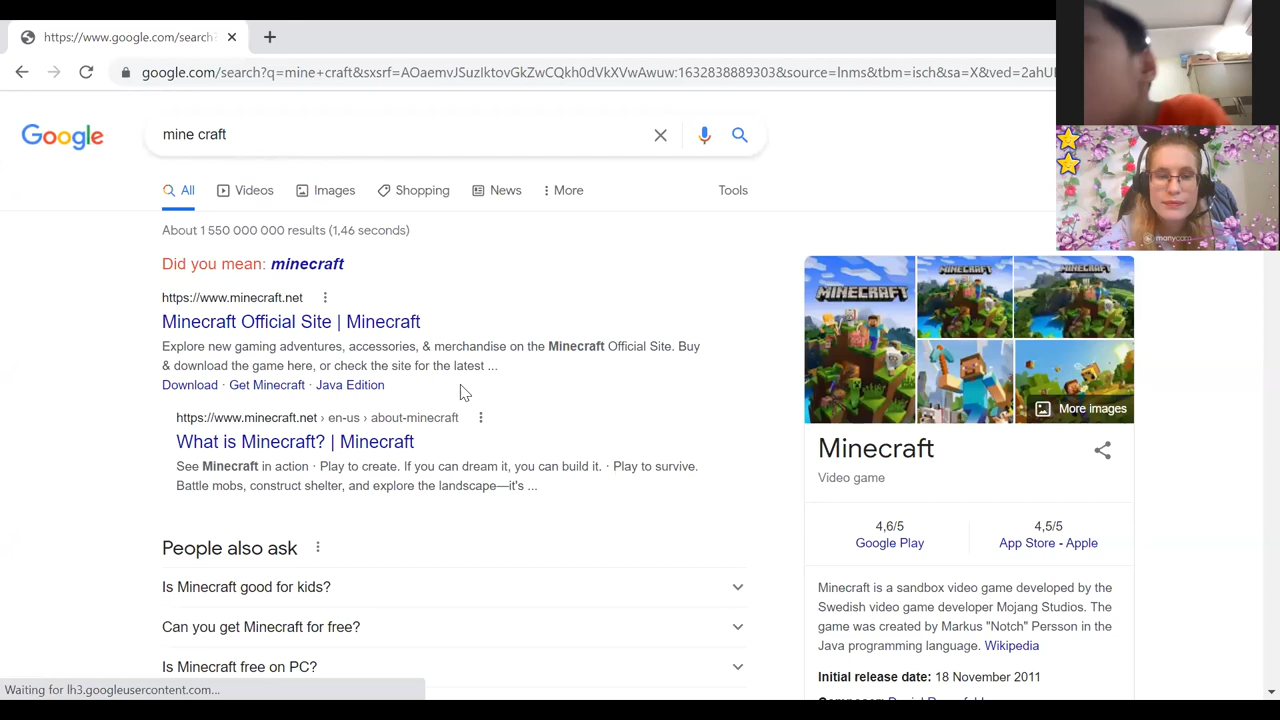 https://www.google.com/search?
google.com/search?q=mine+craft&sxsrf=AOaemvJSuzIktovGkZwCQkh0dVkXVwAwuw:1632838889303&source=lnms&tbm=isch&sa=X&ved=2ahU
Google
mine craft
All
Videos
Images
Shopping
News
More
Tools
About 1 550 000 000 results (1,46 seconds)
Did you mean: minecraft
https://www.minecraft.net
Minecraft Official Site | Minecraft
Explore new gaming adventures, accessories, & merchandise on the Minecraft Official Site. Buy
& download the game here, or check the site for the latest ...
Download · Get Minecraft · Java Edition
https://www.minecraft.net › en-us › about-minecraft
What is Minecraft? | Minecraft
See Minecraft in action · Play to create. If you can dream it, you can build it. · Play to survive.
Battle mobs, construct shelter, and explore the landscape—it's ...
People also ask
Is Minecraft good for kids?
Can you get Minecraft for free?
Is Minecraft free on PC?
Waiting for lh3.googleusercontent.com...
manycam
MINECRAFT
MINECRAFT
MINECRAFT
More images
Minecraft
Video game
4,6/5
Google Play
4,5/5
App Store - Apple
Minecraft is a sandbox video game developed by the
Swedish video game developer Mojang Studios. The
game was created by Markus "Notch" Persson in the
Java programming language. Wikipedia
Initial release date: 18 November 2011